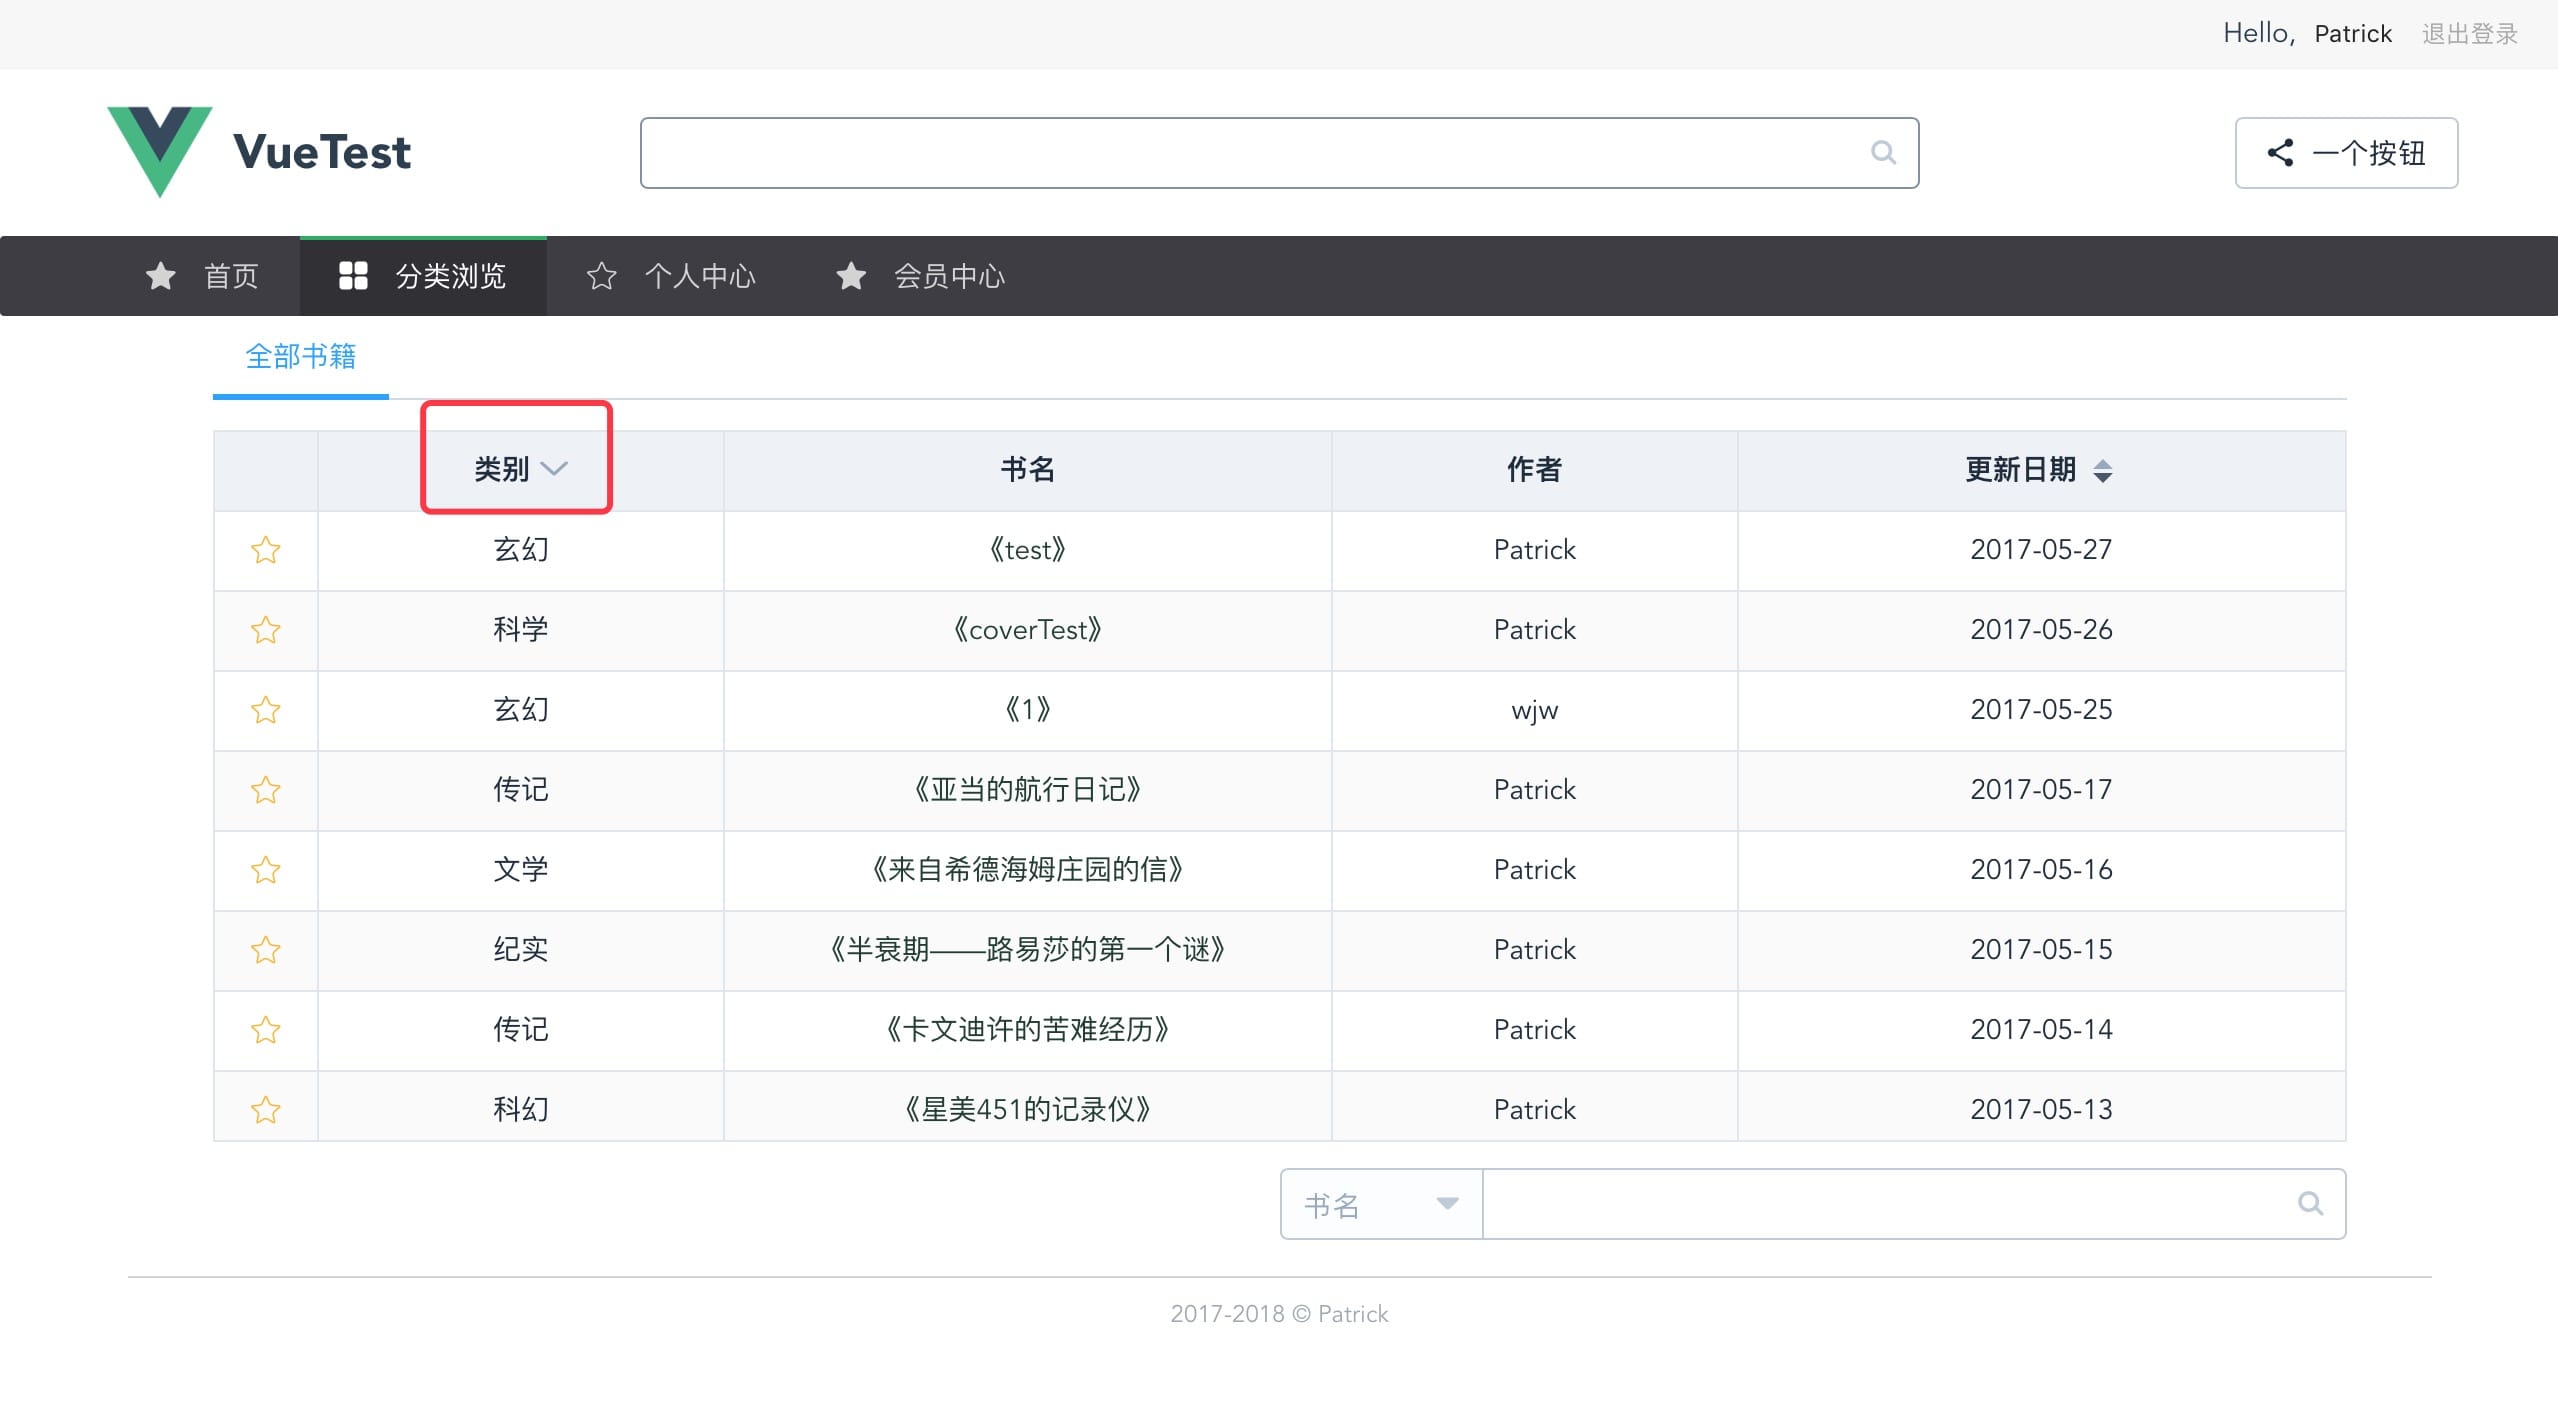 Hello, Patrick 退出登录
VueTest
一个按钮
首页 分类浏览 个人中心 会员中心
全部书籍
类别 书名 作者 更新日期
玄幻 《test》 Patrick 2017-05-27
科学 《coverTest》 Patrick 2017-05-26
玄幻 《1》 wjw 2017-05-25
传记 《亚当的航行日记》 Patrick 2017-05-17
文学 《来自希德海姆庄园的信》 Patrick 2017-05-16
纪实 《半衰期——路易莎的第一个谜》 Patrick 2017-05-15
传记 《卡文迪许的苦难经历》 Patrick 2017-05-14
科幻 《星美451的记录仪》 Patrick 2017-05-13
书名
2017-2018 © Patrick